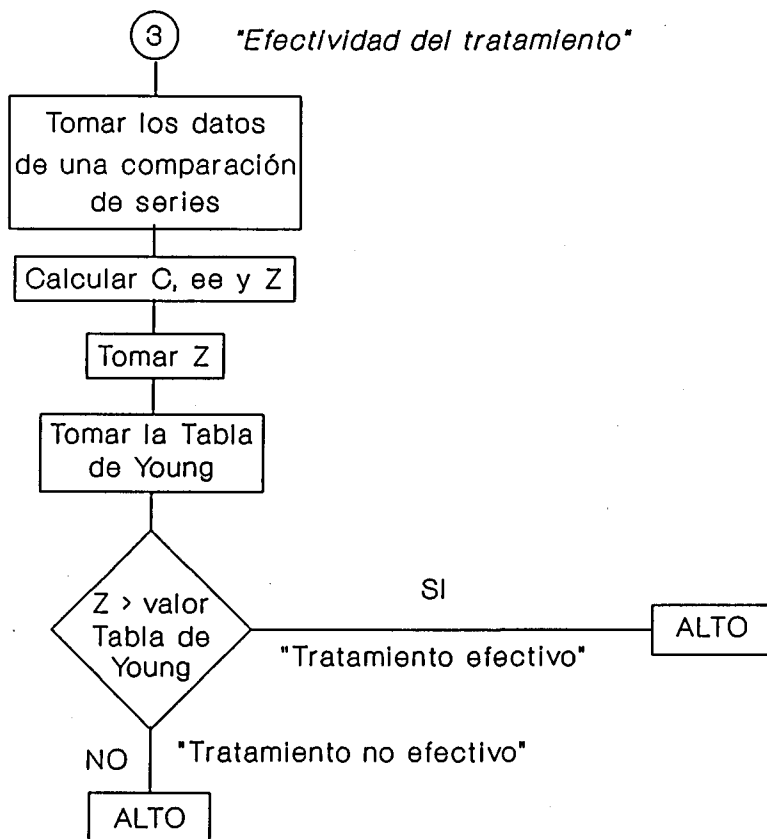 3
"Efectividad del tratamiento"
Tomar los datos
de una comparación
de series
Calcular C, ee y Z
Tomar Z
Tomar la Tabla
de Young
Z > valor
Tabla de
Young
SI
"Tratamiento efectivo"
ALTO
NO
"Tratamiento no efectivo"
ALTO